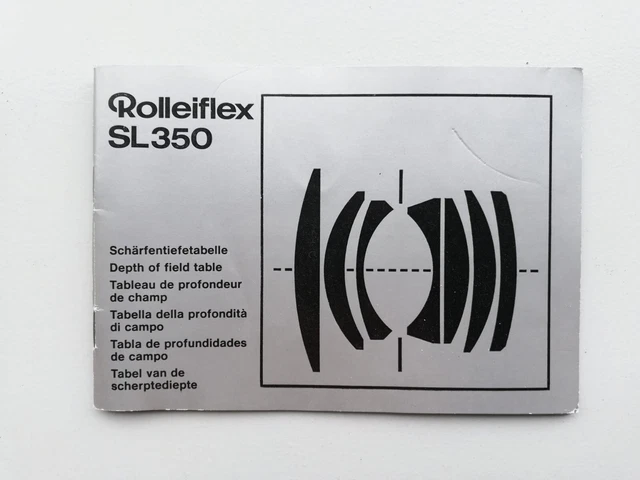 Rolleiflex
SL350
Schärfentiefetabelle
Depth of field table
Tableau de profondeur
de champ
Tabella della profondità
di campo
Tabla de profundidades
de campo
Tabel van de
scherptediepte